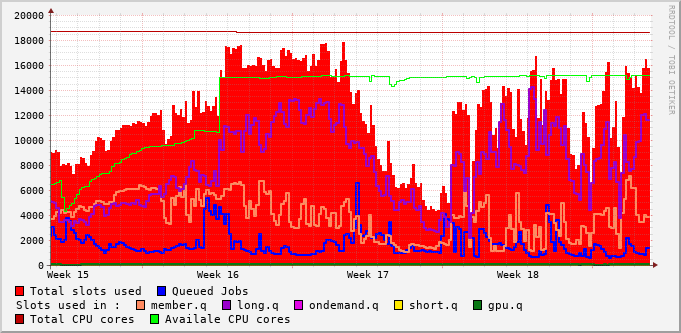 20000
18000
16000
14000
12000
10000
8000
6000
4000
2000
0
Week 15 Week 16 Week 17 Week 18
RRDTOOL / TOBI OETIKER
Total slots used Queued Jobs
Slots used in : member.q long.q ondemand.q short.q gpu.q
Total CPU cores Availale CPU cores